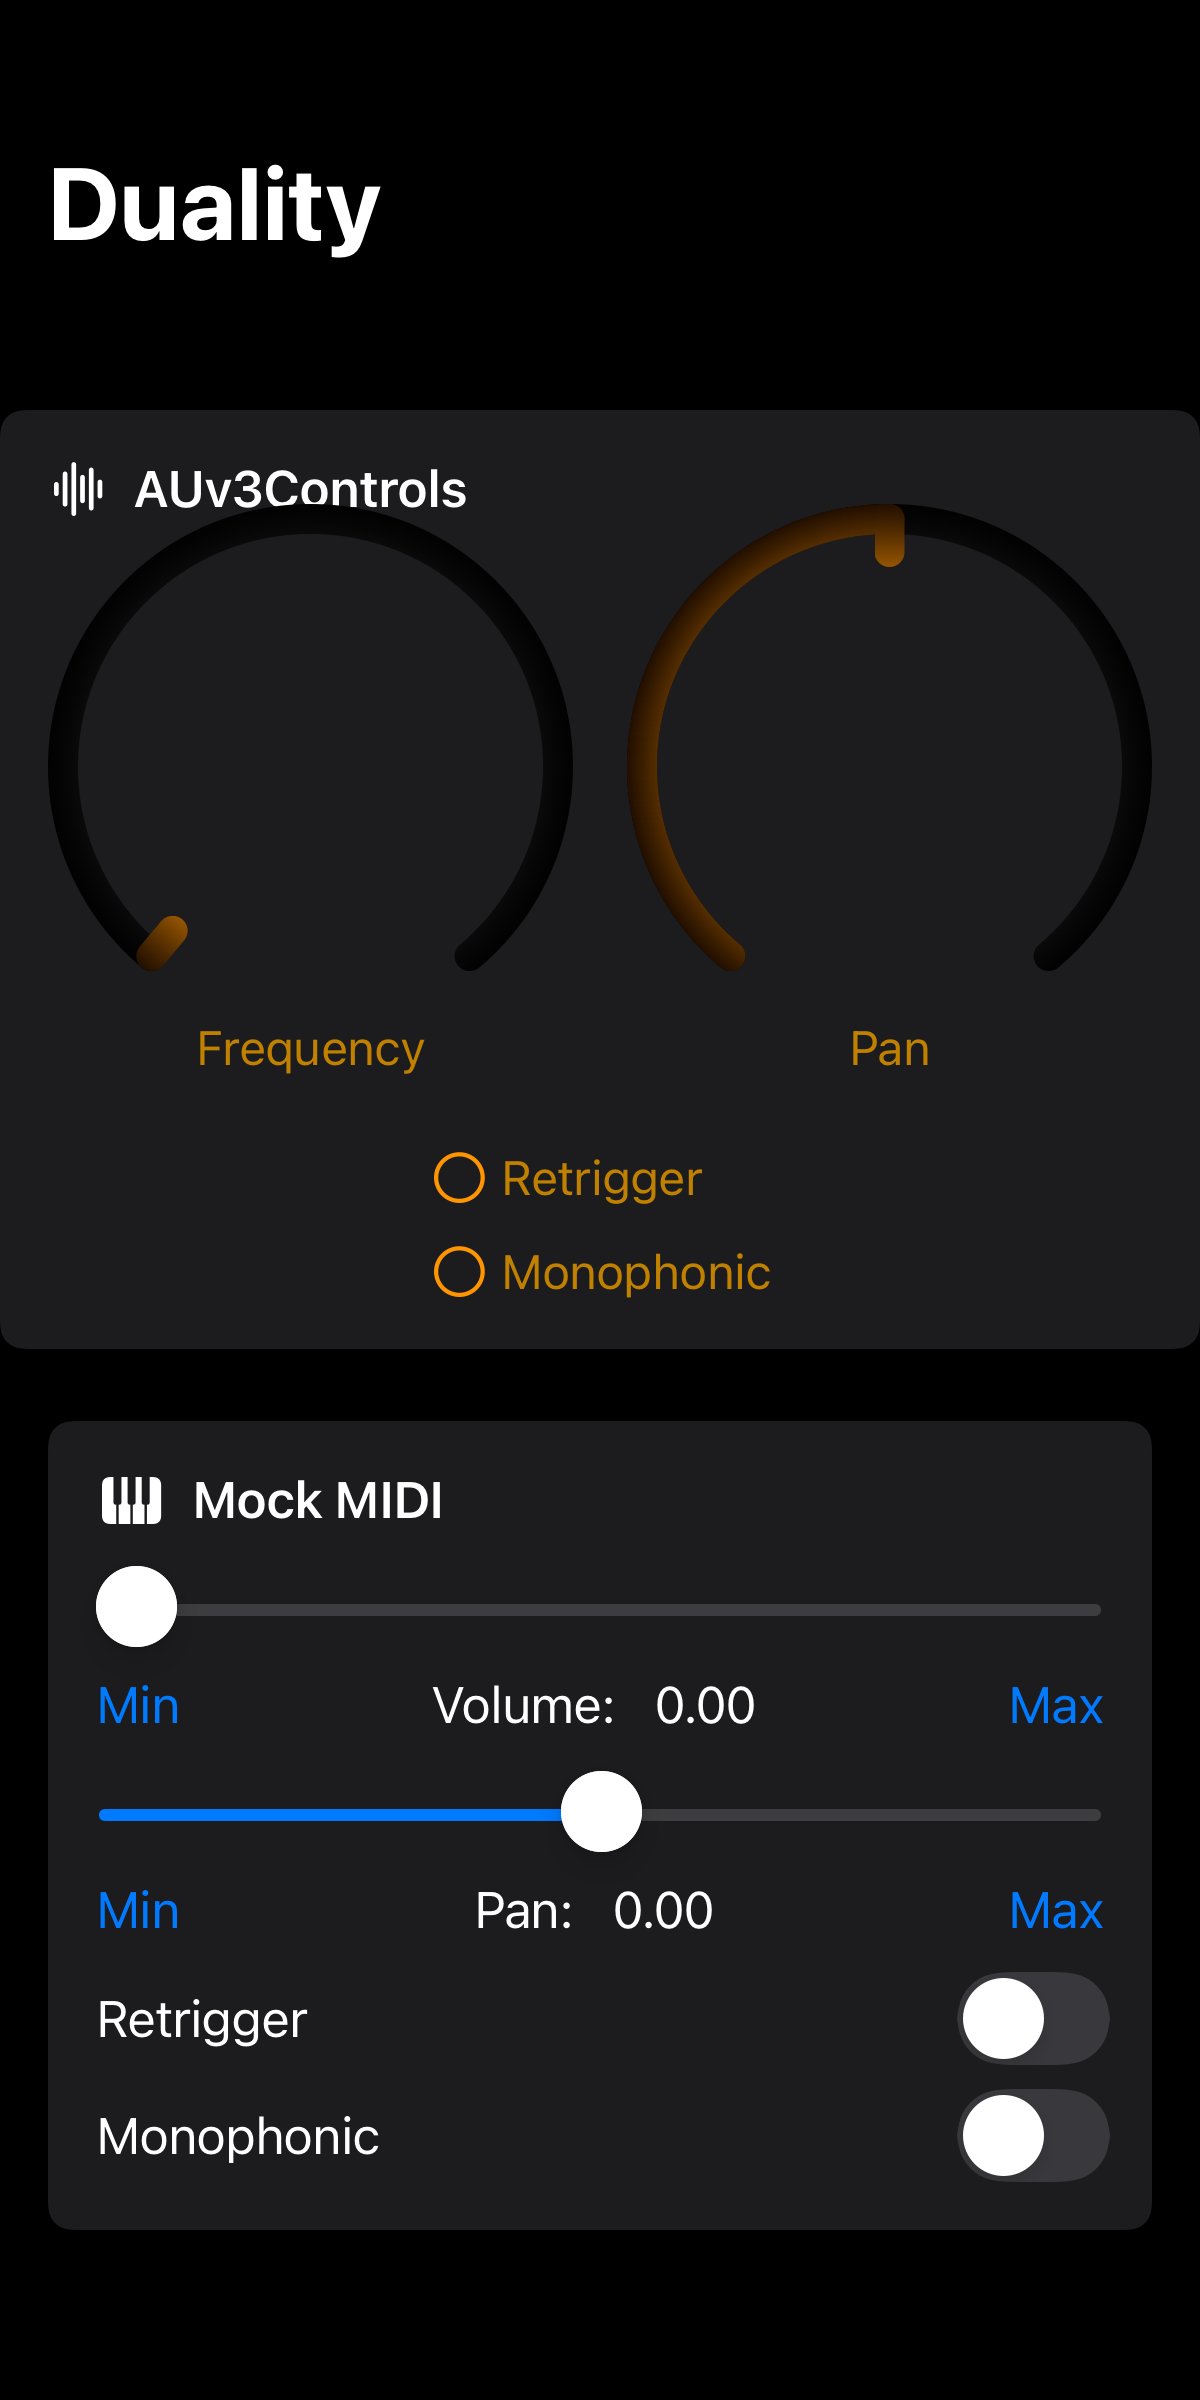 Duality
AUv3Controls
Frequency Pan
Retrigger
Monophonic
Mock MIDI
Min Volume: 0.00 Max
Min Pan: 0.00 Max
Retrigger
Monophonic